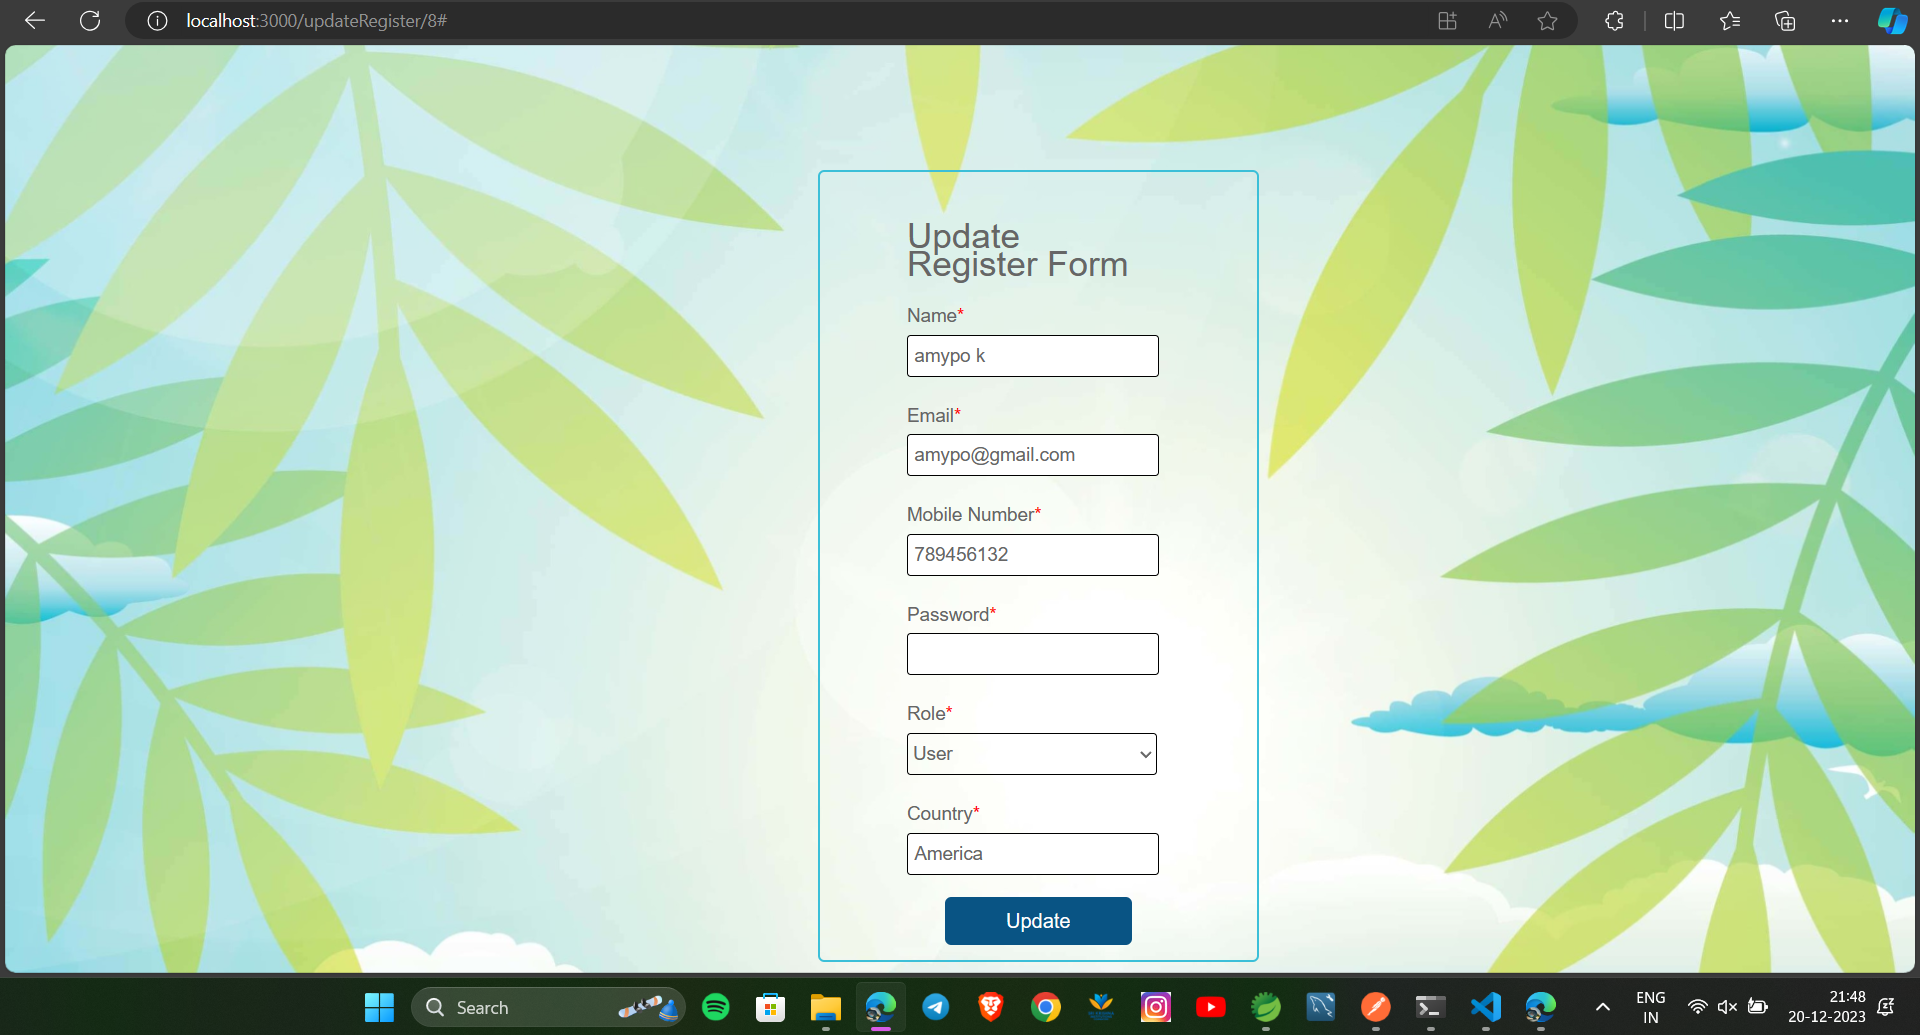 localhost:3000/updateRegister/8#
Update
Register Form
Name*
amypo k
Email*
amypo@gmail.com
Mobile Number*
789456132
Password*
Role*
User
Country*
America
Update
Search
ENG
IN
21:48
20-12-2023